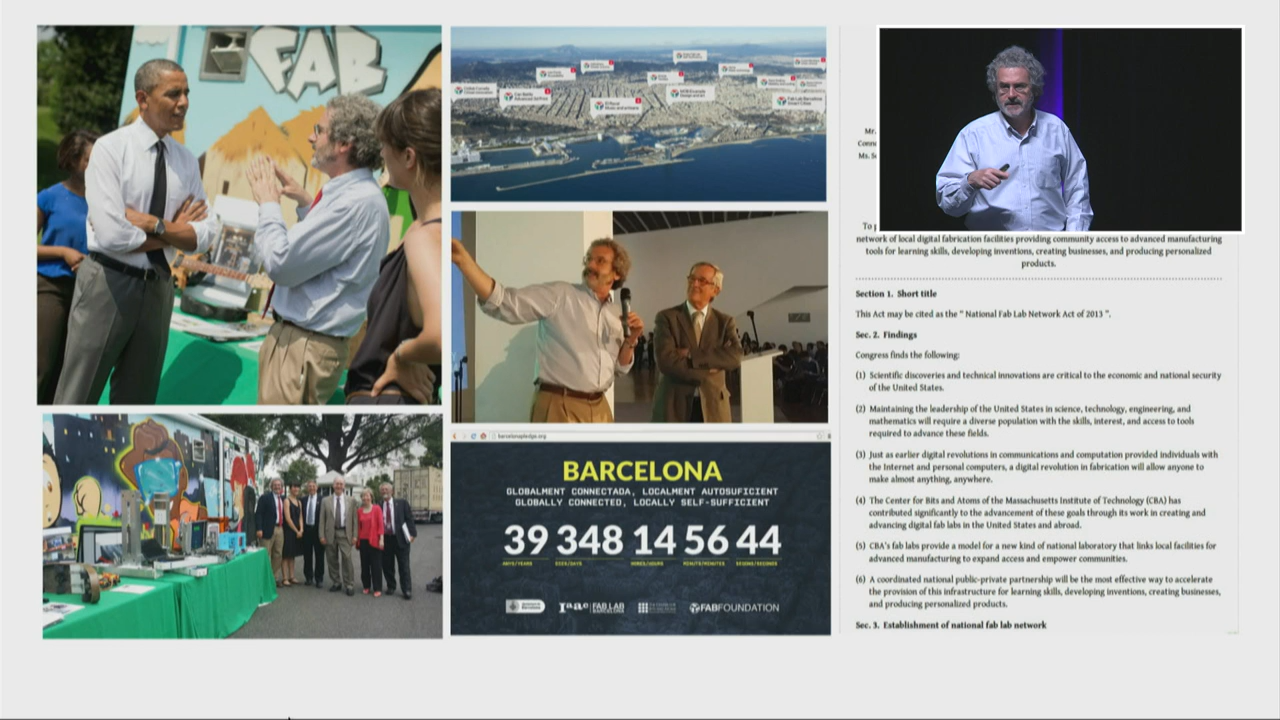 FAB
Mr.
To
network of local digital fabrication facilities providing community access to advanced manufacturing
tools for learning skills, developing inventions, creating businesses, and producing personalized
products.
Section 1. Short title
This Act may be cited as the " National Fab Lab Network Act of 2013 ".
Sec. 2. Findings
Congress finds the following:
(1) Scientific discoveries and technical innovations are critical to the economic and national security
of the United States.
(2) Maintaining the leadership of the United States in science, technology, engineering, and
mathematics will require a diverse population with the skills, interest, and access to tools
required to advance these fields.
(3) Just as earlier digital revolutions in communications and computation provided individuals with
the Internet and personal computers, a digital revolution in fabrication will allow anyone to
make almost anything, anywhere.
(4) The Center for Bits and Atoms of the Massachusetts Institute of Technology (CBA) has
contributed significantly to the advancement of these goals through its work in creating and
advancing digital fab labs in the United States and abroad.
(5) CBA's fab labs provide a model for a new kind of national laboratory that links local facilities for
advanced manufacturing to expand access and empower communities.
(6) A coordinated national public-private partnership will be the most effective way to accelerate
the provision of this infrastructure for learning skills, developing inventions, creating businesses,
and producing personalized products.
Sec. 3. Establishment of national fab lab network
BARCELONA
GLOBALMENT CONNECTADA, LOCALMENT AUTOSUFICIENT
GLOBALLY CONNECTED, LOCALLY SELF-SUFFICIENT
39 348 14 56 44
Iaac FAB LAB
FABFOUNDATION